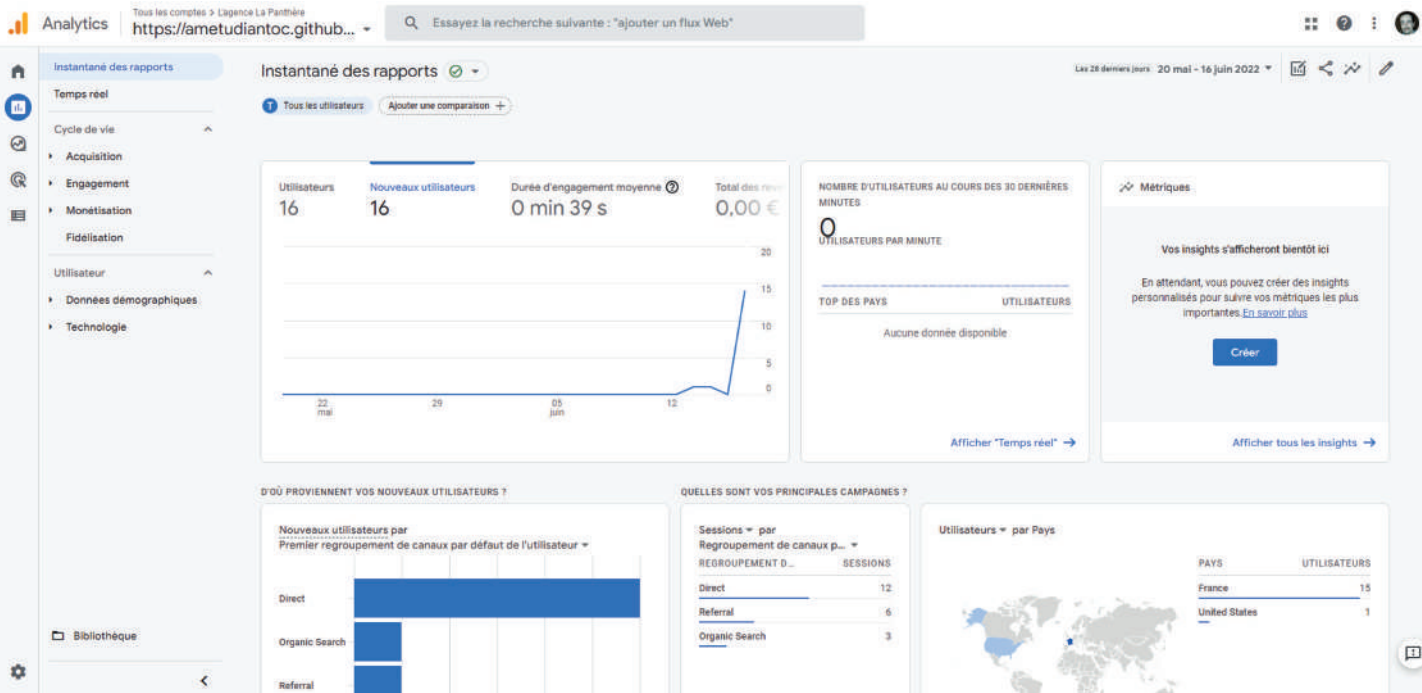 Analytics
Tous les comptes > L'agence La Panthère
https://ametudiantoc.github...
Essayez la recherche suivante : "ajouter un flux Web"
Instantané des rapports
Temps réel
Cycle de vie
Acquisition
Engagement
Monétisation
Fidélisation
Utilisateur
Données démographiques
Technologie
Bibliothèque
Instantané des rapports
Les 28 derniers jours 20 mai - 16 juin 2022
T Tous les utilisateurs
Ajouter une comparaison +
Utilisateurs
16
Nouveaux utilisateurs
16
Durée d'engagement moyenne
0 min 39 s
Total des reve
0,00 €
20
15
10
5
0
22
mai
29
05
juin
12
NOMBRE D'UTILISATEURS AU COURS DES 30 DERNIÈRES
MINUTES
0
UTILISATEURS PAR MINUTE
TOP DES PAYS UTILISATEURS
Aucune donnée disponible
Afficher "Temps réel" →
Métriques
Vos insights s'afficheront bientôt ici
En attendant, vous pouvez créer des insights
personnalisés pour suivre vos métriques les plus
importantes.En savoir plus
Créer
Afficher tous les insights →
D'OÙ PROVIENNENT VOS NOUVEAUX UTILISATEURS ?
Nouveaux utilisateurs par
Premier regroupement de canaux par défaut de l'utilisateur
Direct
Organic Search
Referral
QUELLES SONT VOS PRINCIPALES CAMPAGNES ?
Sessions par
Regroupement de canaux p...
REGROUPEMENT D... SESSIONS
Direct 12
Referral 6
Organic Search 3
Utilisateurs par Pays
PAYS UTILISATEURS
France 15
United States 1